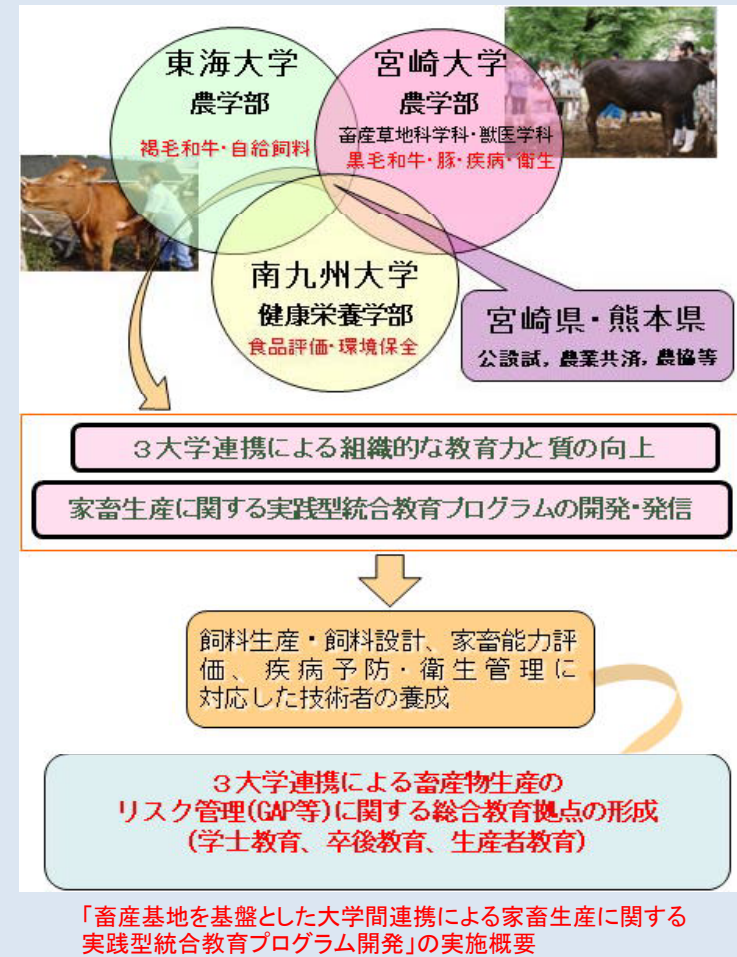 東海大学
農学部
褐毛和牛・自給飼料
宮崎大学
農学部
畜産草地科学科・獣医学科
黒毛和牛・豚・疾病・衛生
南九州大学
健康栄養学部
食品評価・環境保全
宮崎県・熊本県
公設試，農業共済，農協等
３大学連携による組織的な教育力と質の向上
家畜生産に関する実践型統合教育プログラムの開発・発信
飼料生産・飼料設計、家畜能力評
価、疾病予防・衛生管理に
対応した技術者の養成
３大学連携による畜産物生産の
リスク管理(GAP等)に関する総合教育拠点の形成
(学士教育、卒後教育、生産者教育)
「畜産基地を基盤とした大学間連携による家畜生産に関する
実践型統合教育プログラム開発」の実施概要